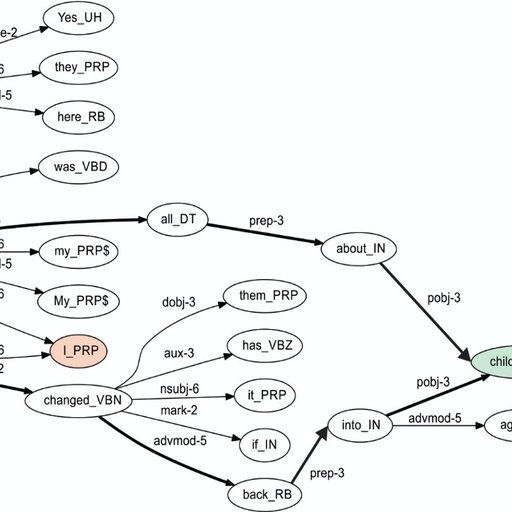 Yes_UH
e-2
they_PRP
6
l-5
here_RB
was_VBD
all_DT
prep-3
about_IN
6
my_PRP$
l-5
6
My_PRP$
pobj-3
dobj-3
them_PRP
I_PRP
6
2
aux-3
has_VBZ
changed_VBN
nsubj-6
it_PRP
mark-2
if_IN
advmod-5
pobj-3
into_IN
advmod-5
prep-3
back_RB